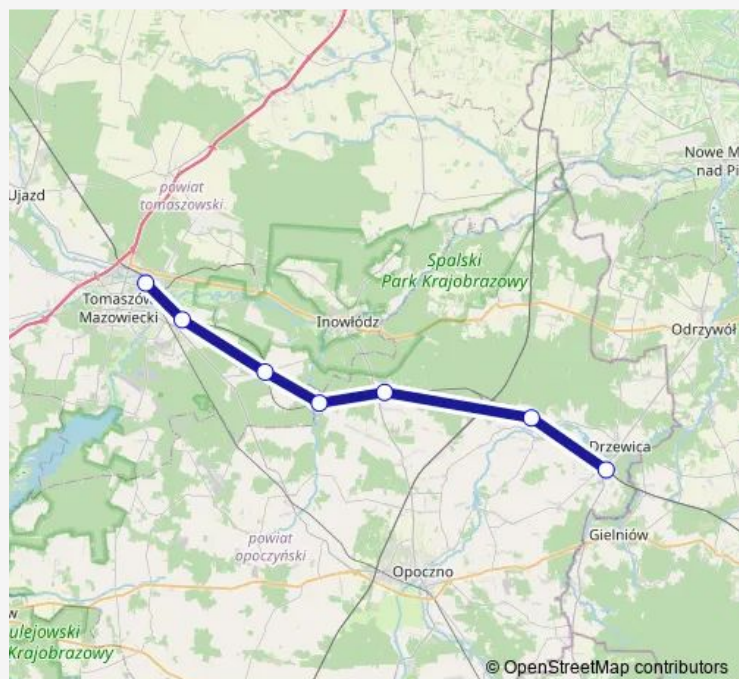 Nowe M
nad Pi
powiat
tomaszowski
Ujazd
Spalski
Park Krajobrazowy
Tomaszów
Mazowiecki
Inowłódz
Odrzywół
Drzewica
Gielniów
powiat
opoczyński
Opoczno
w
ulejowski
Krajobrazowy
© OpenStreetMap contributors